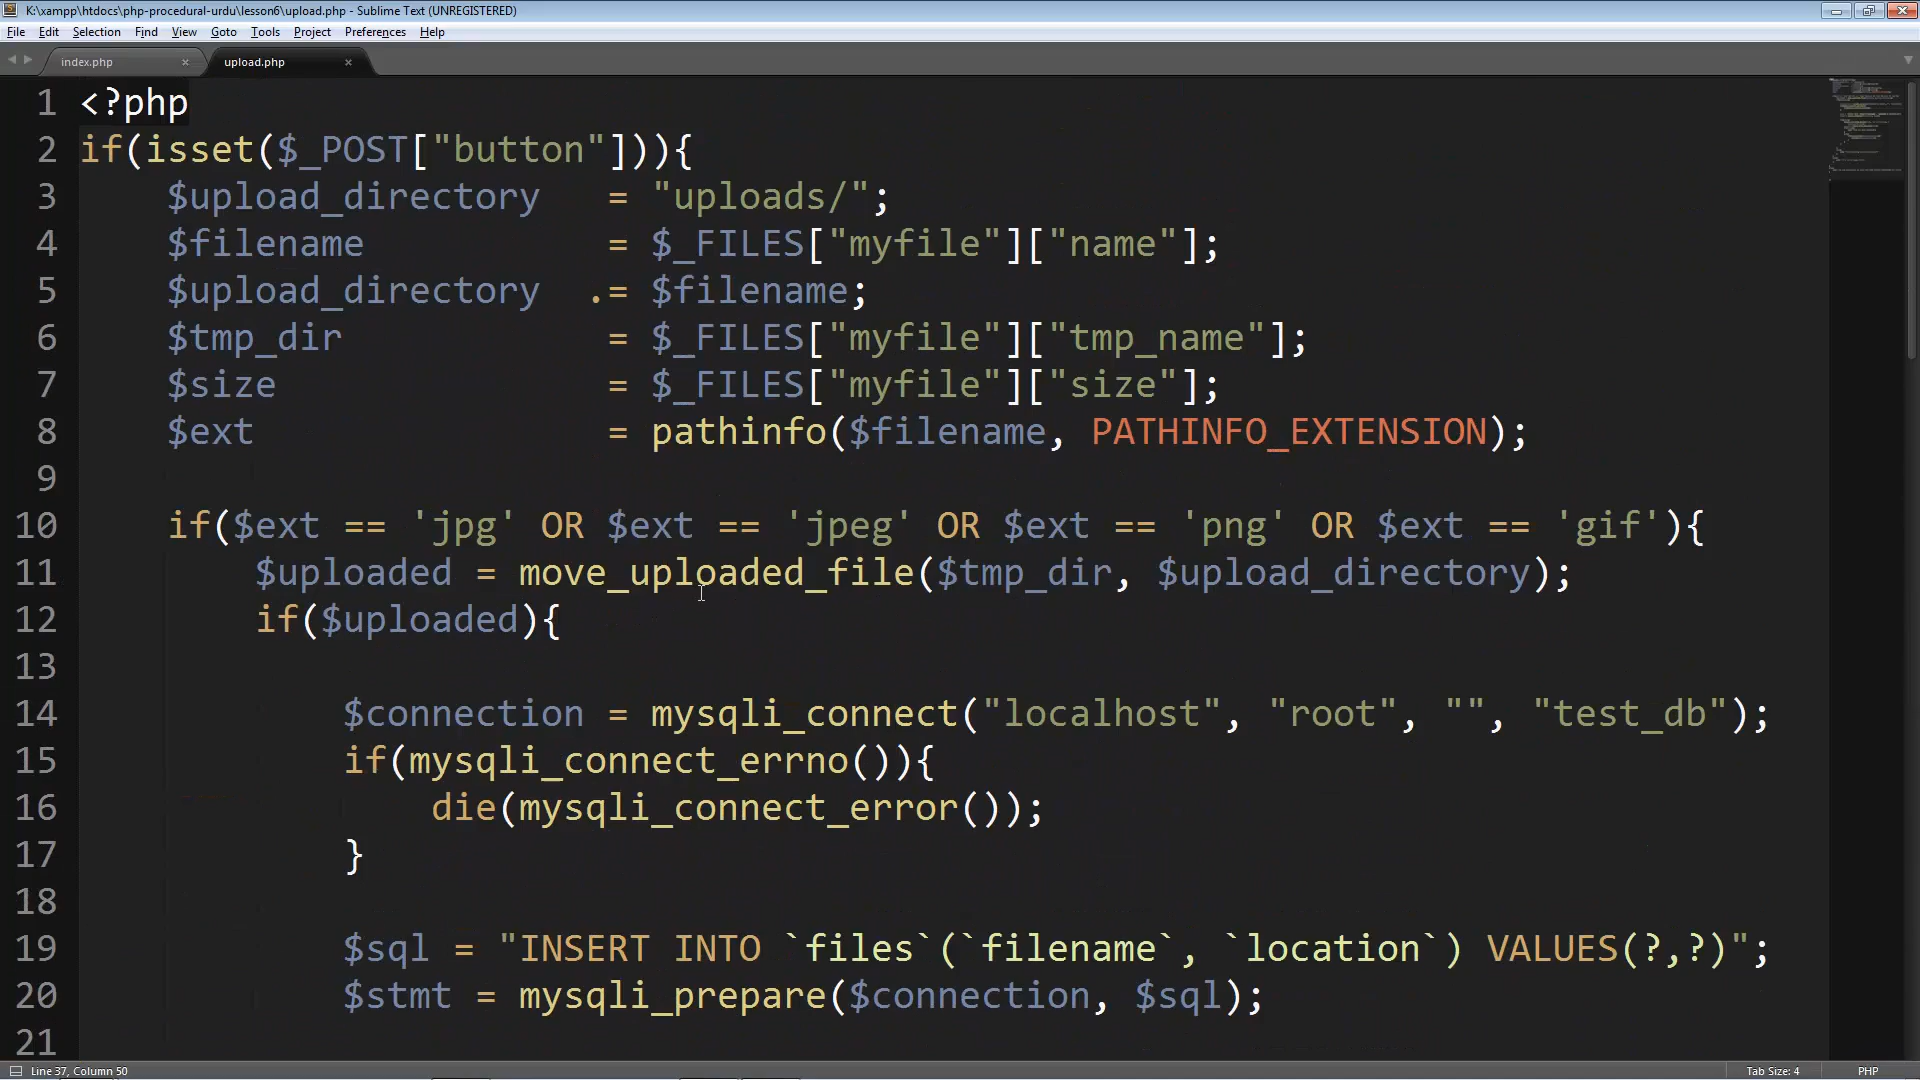 K:\xampp\htdocs\php-procedural-urdu\lesson6\upload.php - Sublime Text (UNREGISTERED)
File Edit Selection Find View Goto Tools Project Preferences Help
index.php upload.php
1 <?php
2 if(isset($_POST["button"])){
3 $upload_directory = "uploads/";
4 $filename = $_FILES["myfile"]["name"];
5 $upload_directory .= $filename;
6 $tmp_dir = $_FILES["myfile"]["tmp_name"];
7 $size = $_FILES["myfile"]["size"];
8 $ext = pathinfo($filename, PATHINFO_EXTENSION);
9
10 if($ext == 'jpg' OR $ext == 'jpeg' OR $ext == 'png' OR $ext == 'gif'){
11 $uploaded = move_uploaded_file($tmp_dir, $upload_directory);
12 if($uploaded){
13
14 $connection = mysqli_connect("localhost", "root", "", "test_db");
15 if(mysqli_connect_errno()){
16 die(mysqli_connect_error());
17 }
18
19 $sql = "INSERT INTO `files`(`filename`, `location`) VALUES(?,?)";
20 $stmt = mysqli_prepare($connection, $sql);
21
Line 37, Column 50 Tab Size: 4 PHP